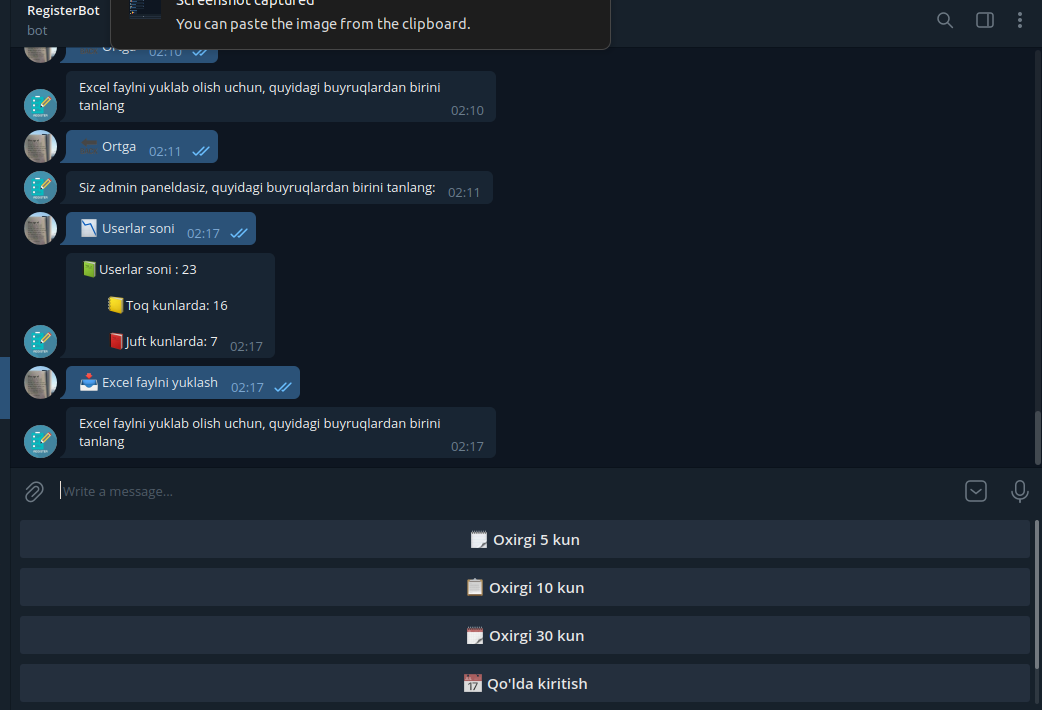 RegisterBot
bot
Screenshot captured
You can paste the image from the clipboard.
Ortga 02:10
Excel faylni yuklab olish uchun, quyidagi buyruqlardan birini
tanlang 02:10
Ortga 02:11
Siz admin paneldasiz, quyidagi buyruqlardan birini tanlang: 02:11
Userlar soni 02:17
Userlar soni : 23
Toq kunlarda: 16
Juft kunlarda: 7 02:17
Excel faylni yuklash 02:17
Excel faylni yuklab olish uchun, quyidagi buyruqlardan birini
tanlang 02:17
Write a message...
Oxirgi 5 kun
Oxirgi 10 kun
Oxirgi 30 kun
17 Qo'lda kiritish